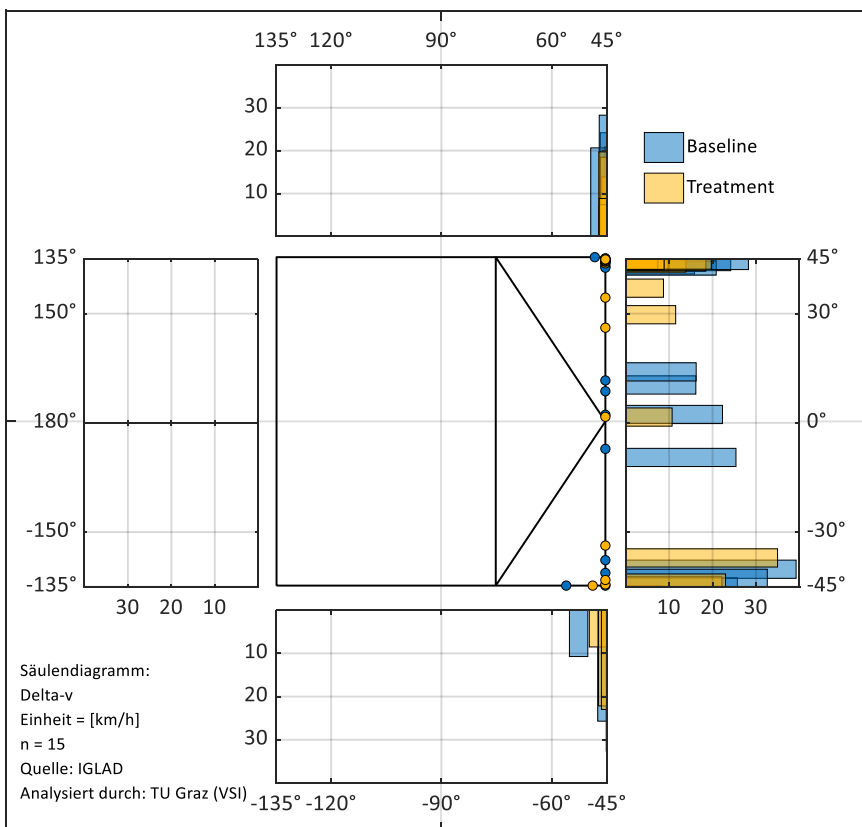 135° 120° 90° 60° 45°
30
20
10
Baseline
Treatment
135°
150°
180°
-150°
-135°
30 20 10
45°
30°
0°
-30°
-45°
10 20 30
10
20
30
-135° -120° -90° -60° -45°
Säulendiagramm:
Delta-v
Einheit = [km/h]
n = 15
Quelle: IGLAD
Analysiert durch: TU Graz (VSI)